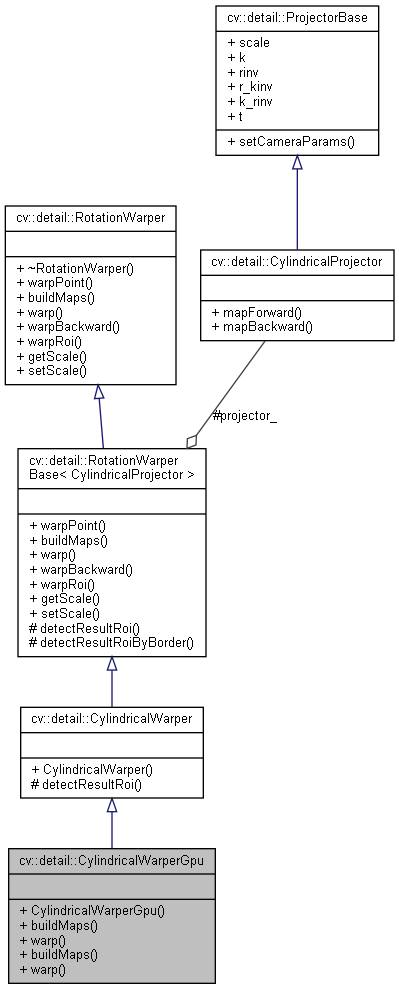 cv::detail::ProjectorBase
+ scale
+ k
+ rinv
+ r_kinv
+ k_rinv
+ t
+ setCameraParams()
cv::detail::RotationWarper
+ ~RotationWarper()
+ warpPoint()
+ buildMaps()
+ warp()
+ warpBackward()
+ warpRoi()
+ getScale()
+ setScale()
cv::detail::CylindricalProjector
+ mapForward()
+ mapBackward()
#projector_
cv::detail::RotationWarper
Base< CylindricalProjector >
+ warpPoint()
+ buildMaps()
+ warp()
+ warpBackward()
+ warpRoi()
+ getScale()
+ setScale()
# detectResultRoi()
# detectResultRoiByBorder()
cv::detail::CylindricalWarper
+ CylindricalWarper()
# detectResultRoi()
cv::detail::CylindricalWarperGpu
+ CylindricalWarperGpu()
+ buildMaps()
+ warp()
+ buildMaps()
+ warp()